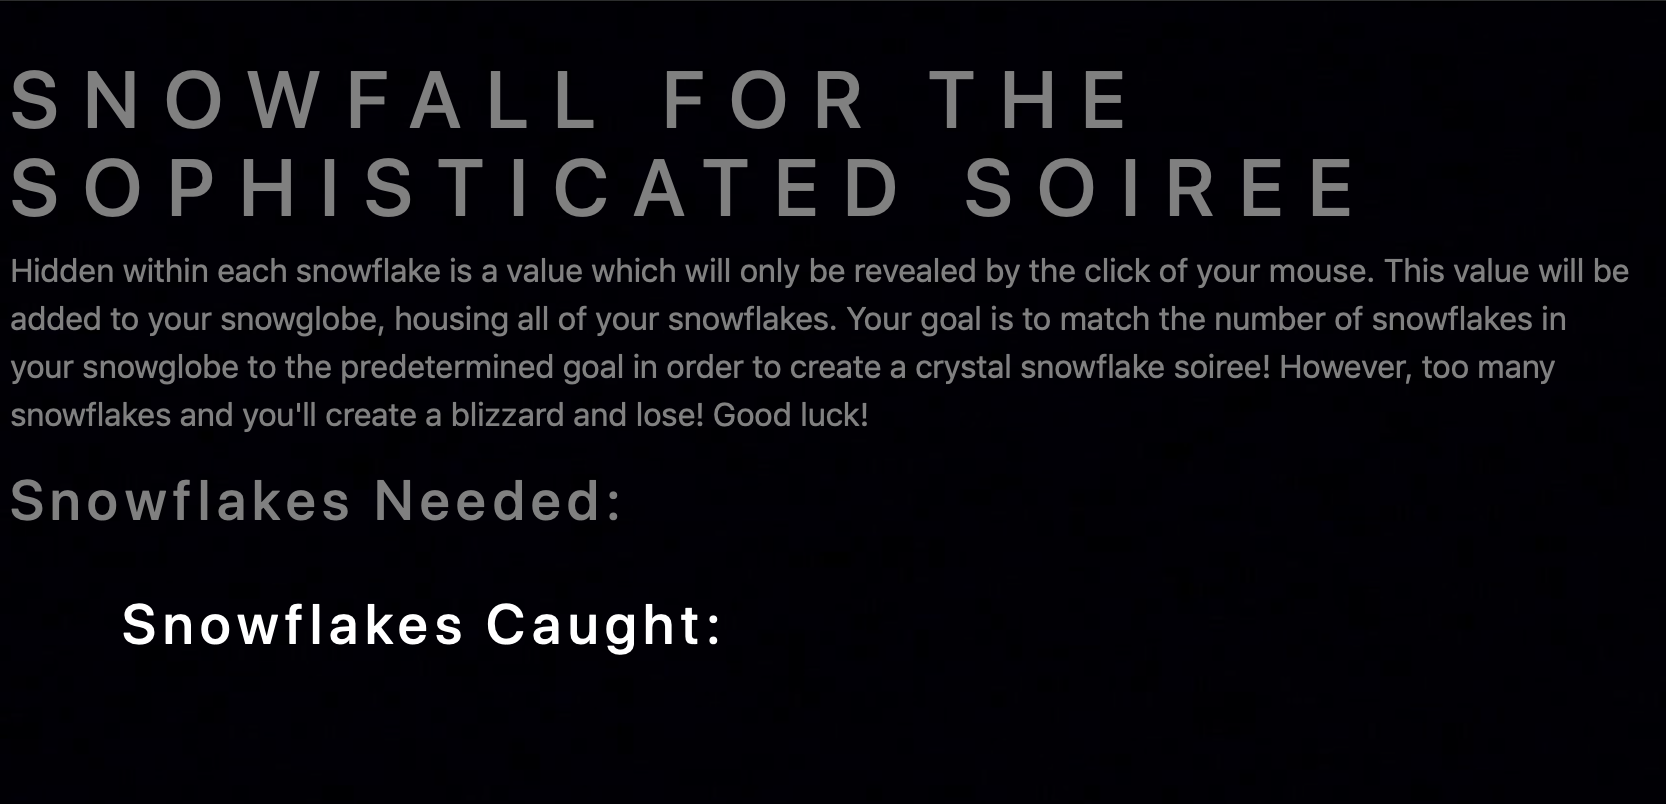 SNOWFALL FOR THE
SOPHISTICATED SOIREE
Hidden within each snowflake is a value which will only be revealed by the click of your mouse. This value will be
added to your snowglobe, housing all of your snowflakes. Your goal is to match the number of snowflakes in
your snowglobe to the predetermined goal in order to create a crystal snowflake soiree! However, too many
snowflakes and you'll create a blizzard and lose! Good luck!
Snowflakes Needed:
Snowflakes Caught: